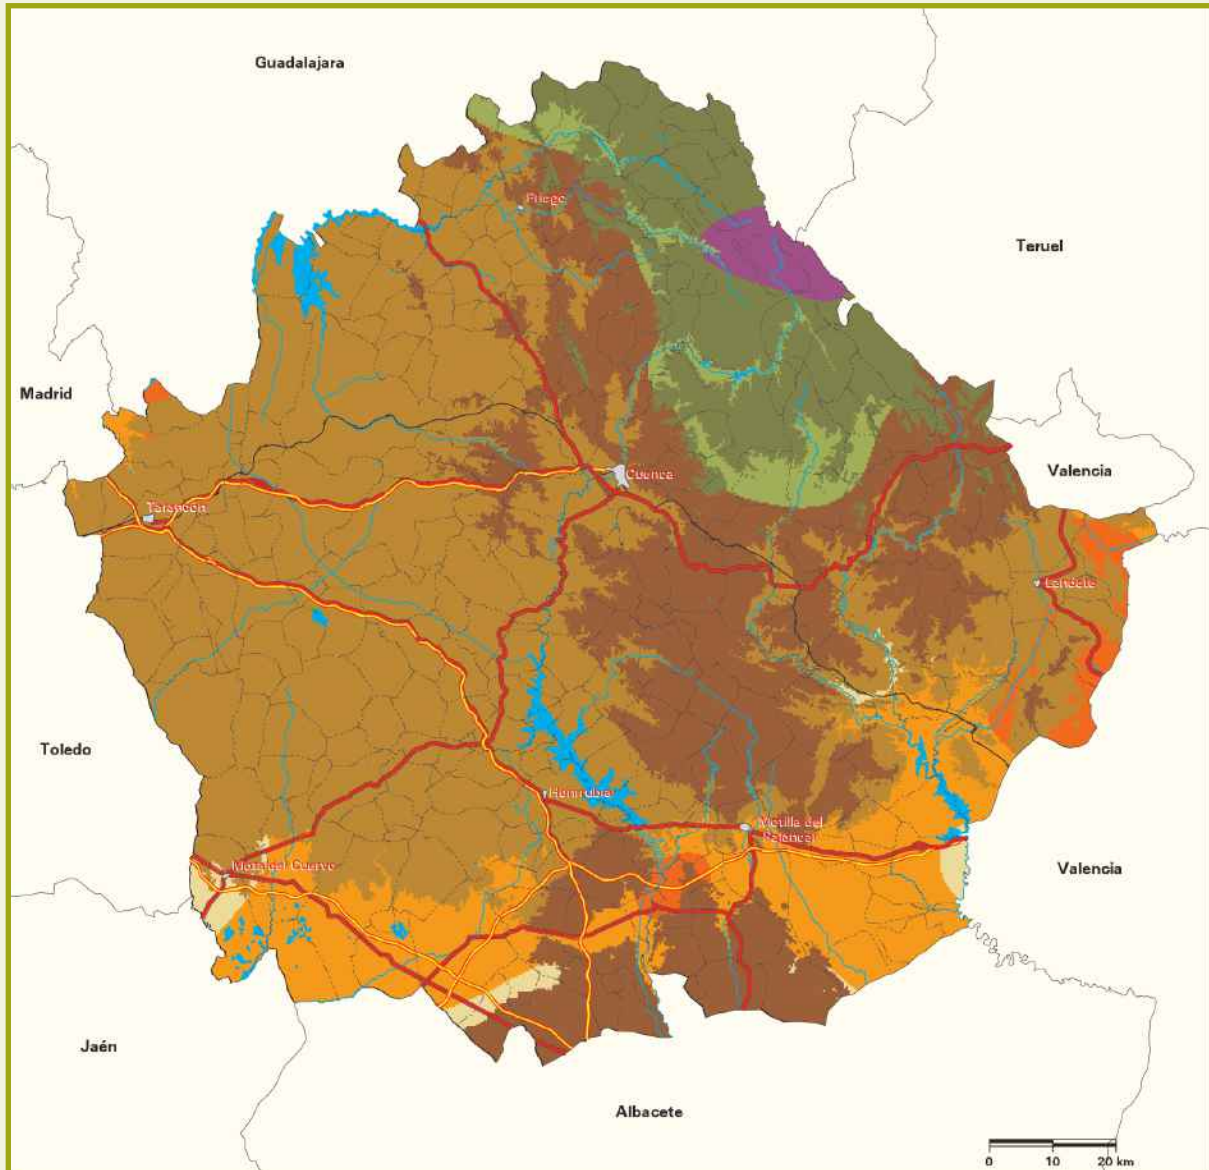 Guadalajara
Priego
Teruel
Madrid
Valencia
Cuenca
Tarancón
Landete
Toledo
Honrubia
Motilla del
Palancar
Mota del Cuervo
Valencia
Jaén
Albacete
0 10 20 km